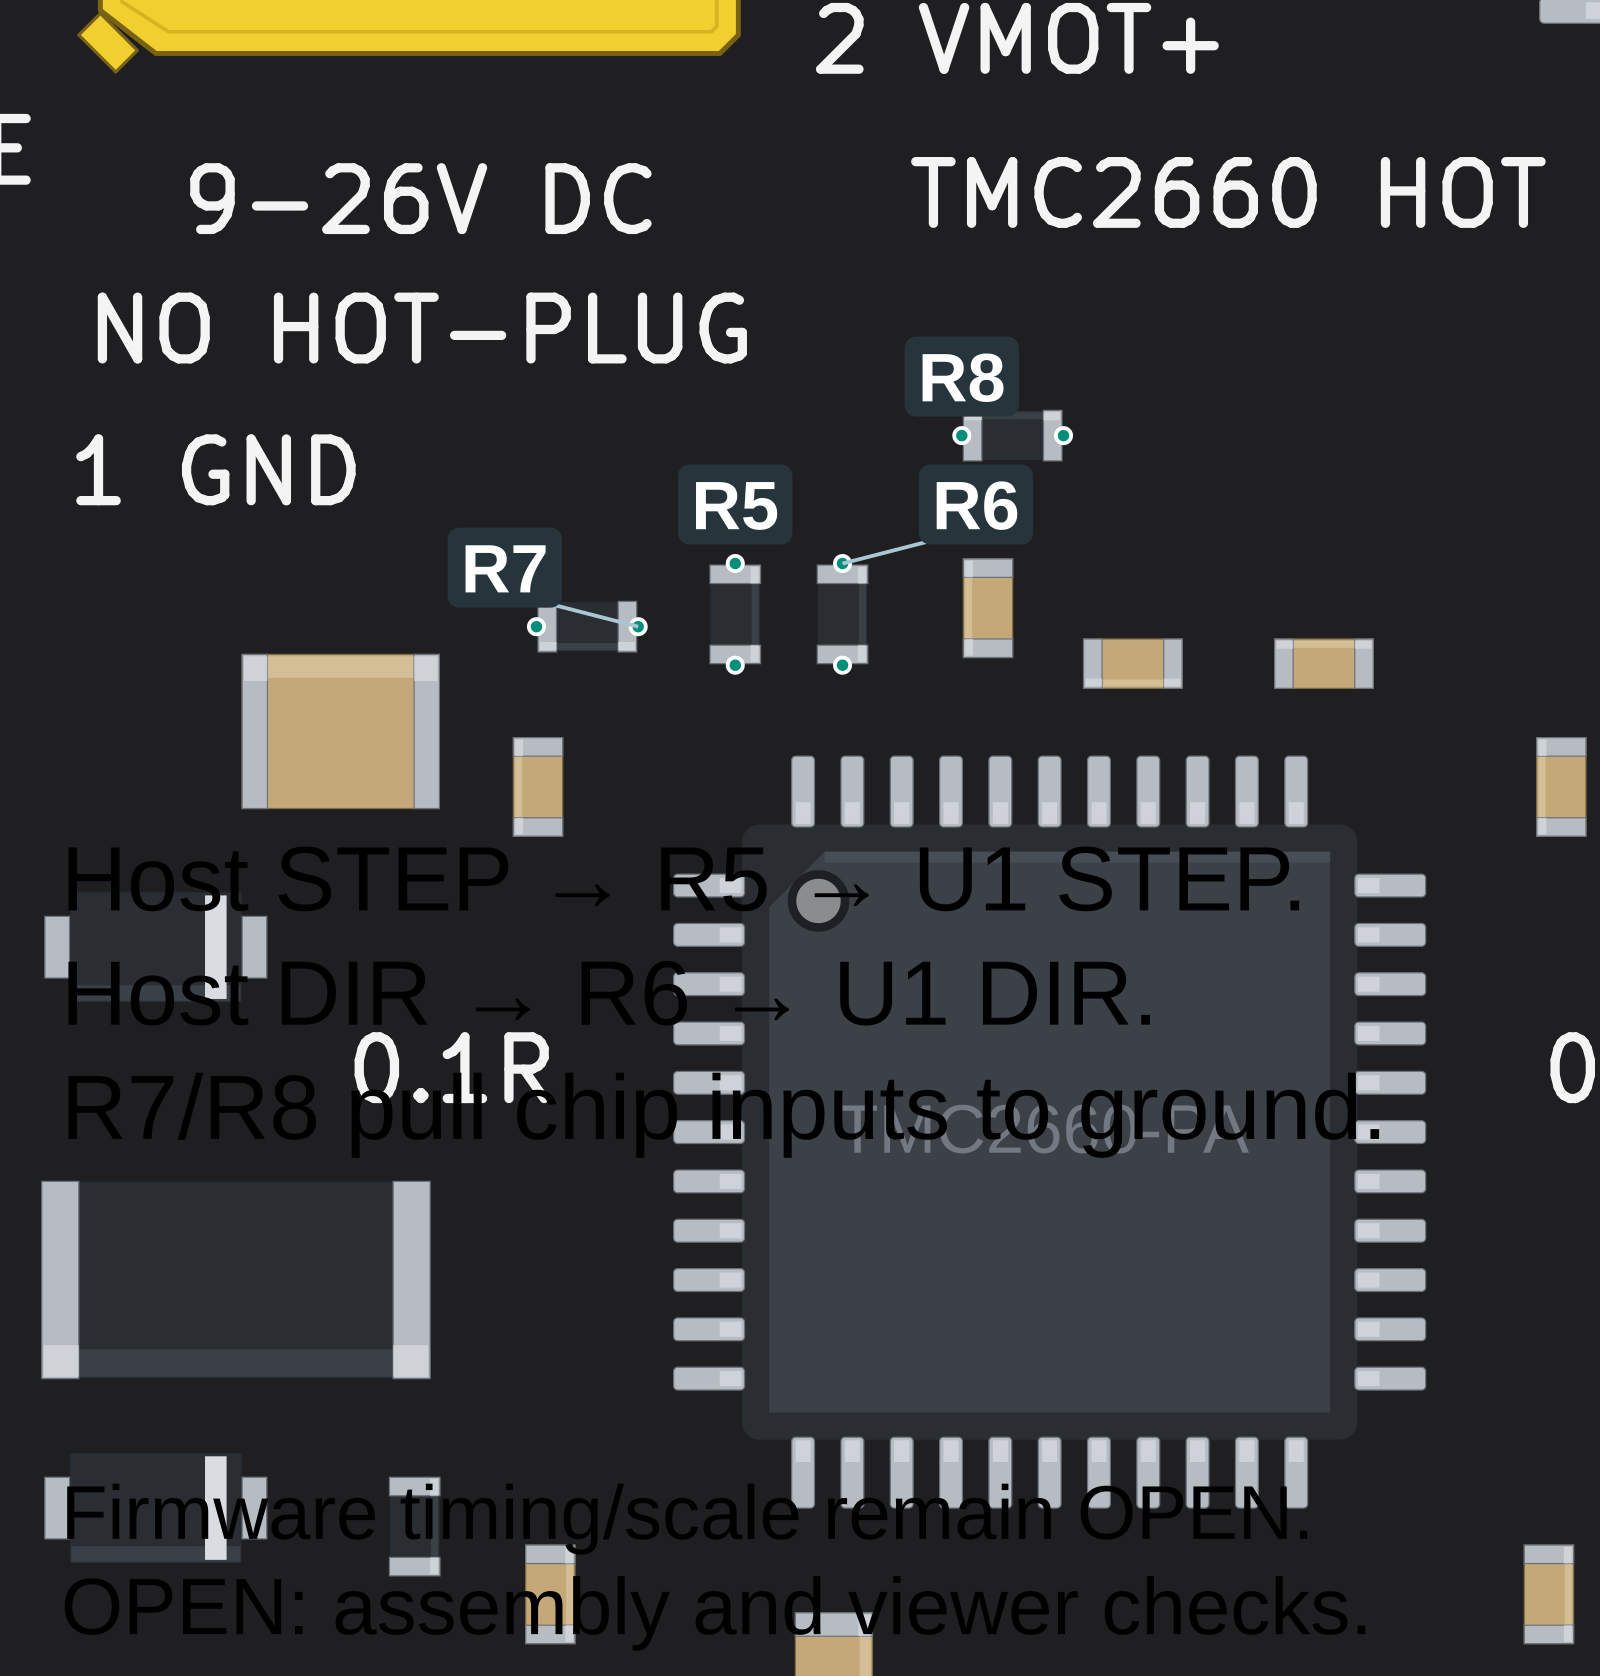 2 VMOT+
E
9-26V DC
TMC2660 HOT
NO HOT-PLUG
R8
1 GND
R5
R6
R7
Host STEP → R5 → U1 STEP.
Host DIR → R6 → U1 DIR.
0.1R
0
R7/R8 pull chip inputs to ground.
TMC2660-PA
Firmware timing/scale remain OPEN.
OPEN: assembly and viewer checks.